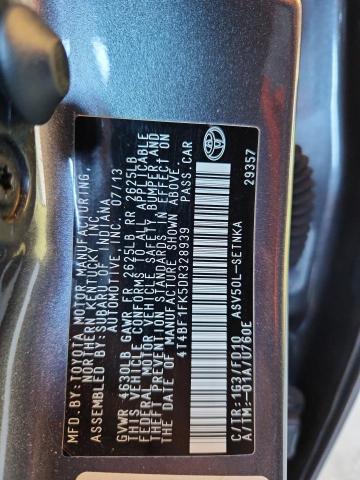 MFD.BY:TOYOTA MOTOR MANUFACTURING,
NORTHERN KENTUCKY, INC.
ASSEMBLED BY:SUBARU OF INDIANA
AUTOMOTIVE, INC. 07/13
GVWR 4630LB GAWR FR 2625LB RR 2625LB
THIS VEHICLE CONFORMS TO ALL APPLICABLE
FEDERAL MOTOR VEHICLE SAFETY, BUMPER, AND
THEFT PREVENTION STANDARDS IN EFFECT ON
THE DATE OF MANUFACTURE SHOWN ABOVE.
4T4BF1FK5DR328939 PASS.CAR
C/TR:1G3/FD10 ASV50L-SETNKA
A/TM:-01A/U760E 29357